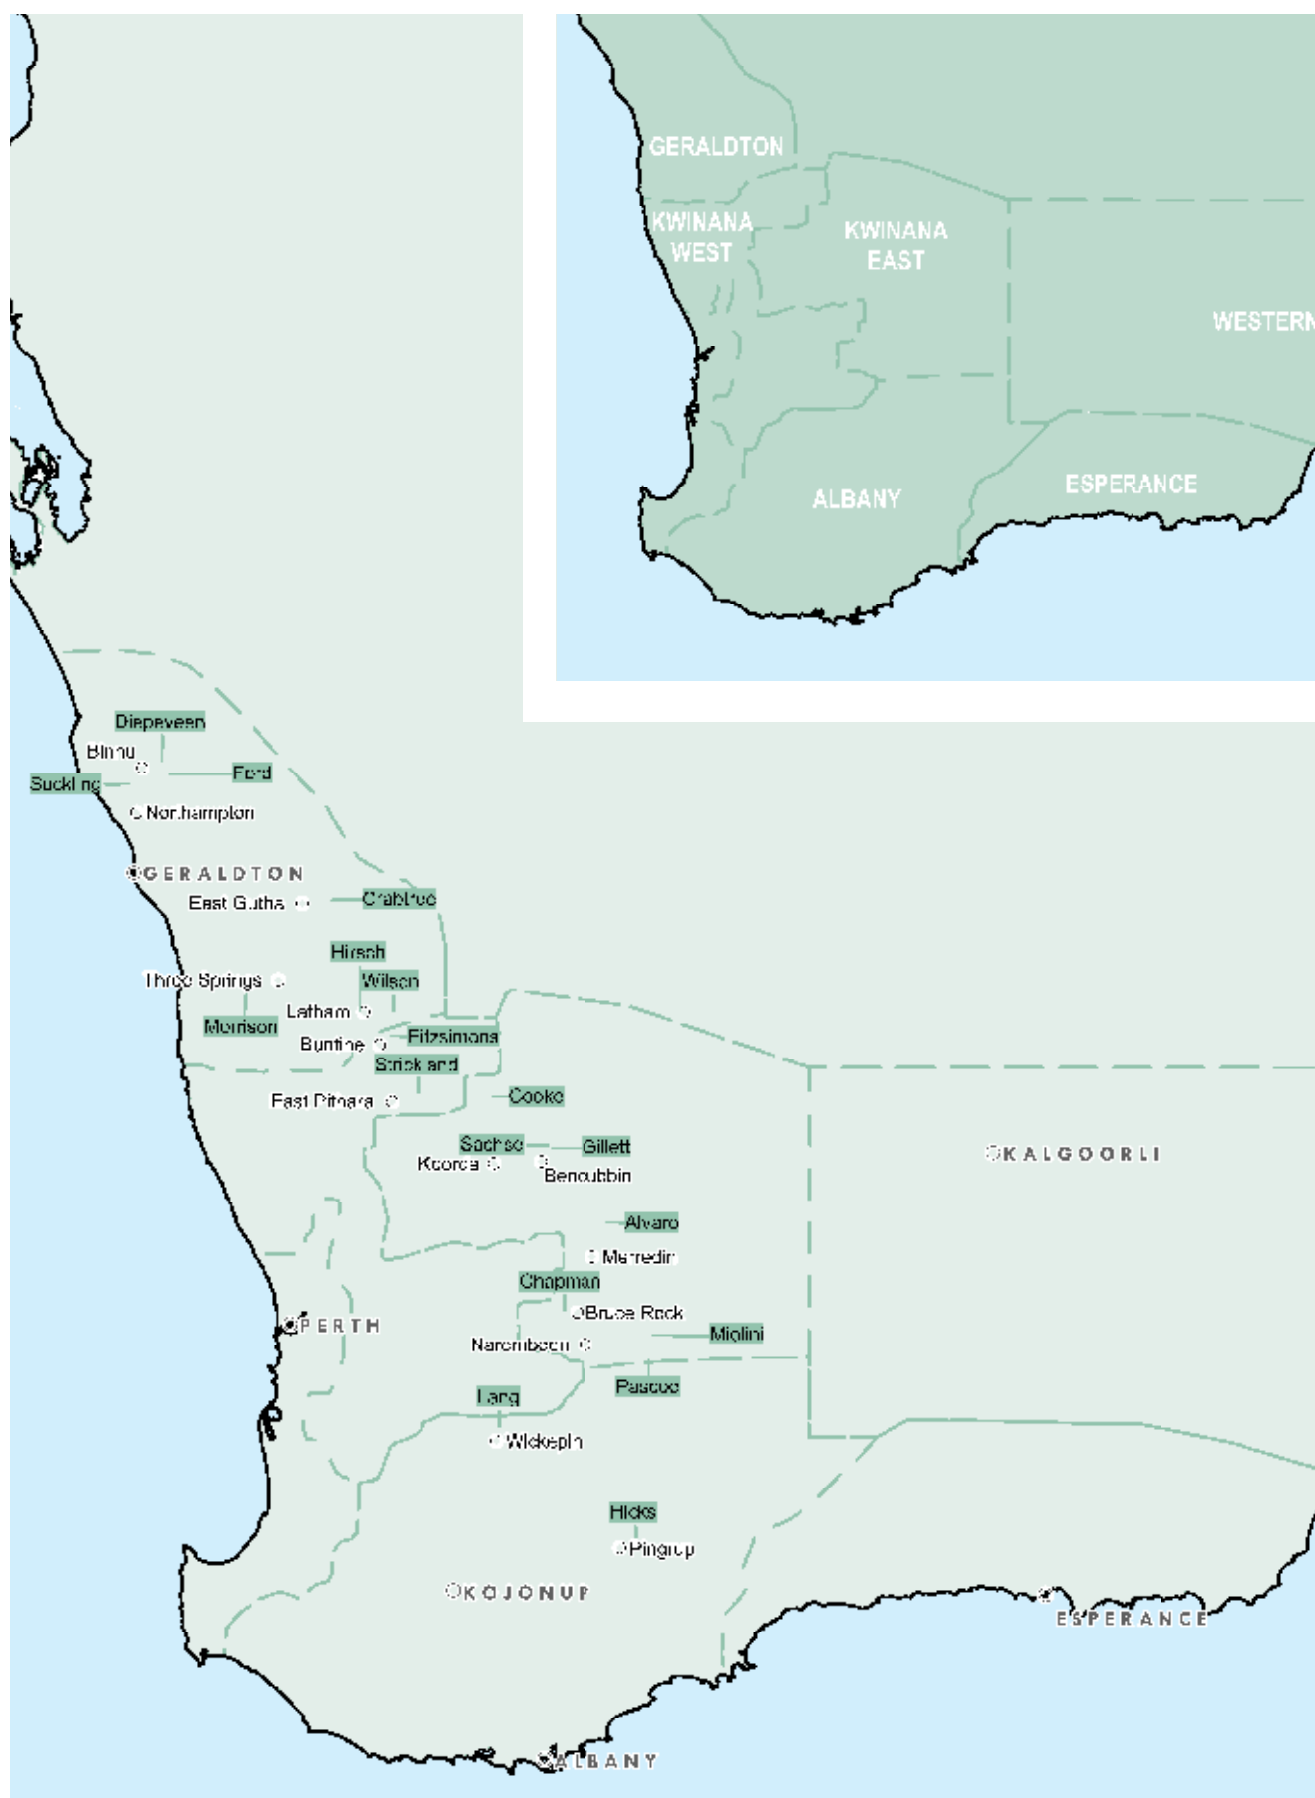 GERALDTON
KWINANA
WEST
KWINANA
EAST
WESTERN
ALBANY
ESPERANCE
Diepeveen
Binnu
Ford
Suckling
Northampton
GERALDTON
East Gutha
Crabtree
Hirsch
Three Springs
Wilson
Latham
Morrison
Fitzsimons
Buntine
Strickland
East Pithara
Cooke
Sachse
Gillett
Koorda
Bencubbin
KALGOORLI
Alvaro
Merredin
Chapman
Bruce Rock
PERTH
Miolini
Narembeen
Pascoe
Lang
Wickepin
Hicks
Pingrup
KOJONUP
ESPERANCE
ALBANY